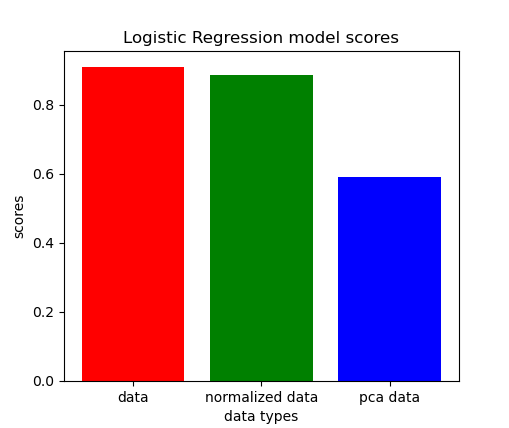 Logistic Regression model scores
scores
0.8
0.6
0.4
0.2
0.0
data
normalized data
pca data
data types